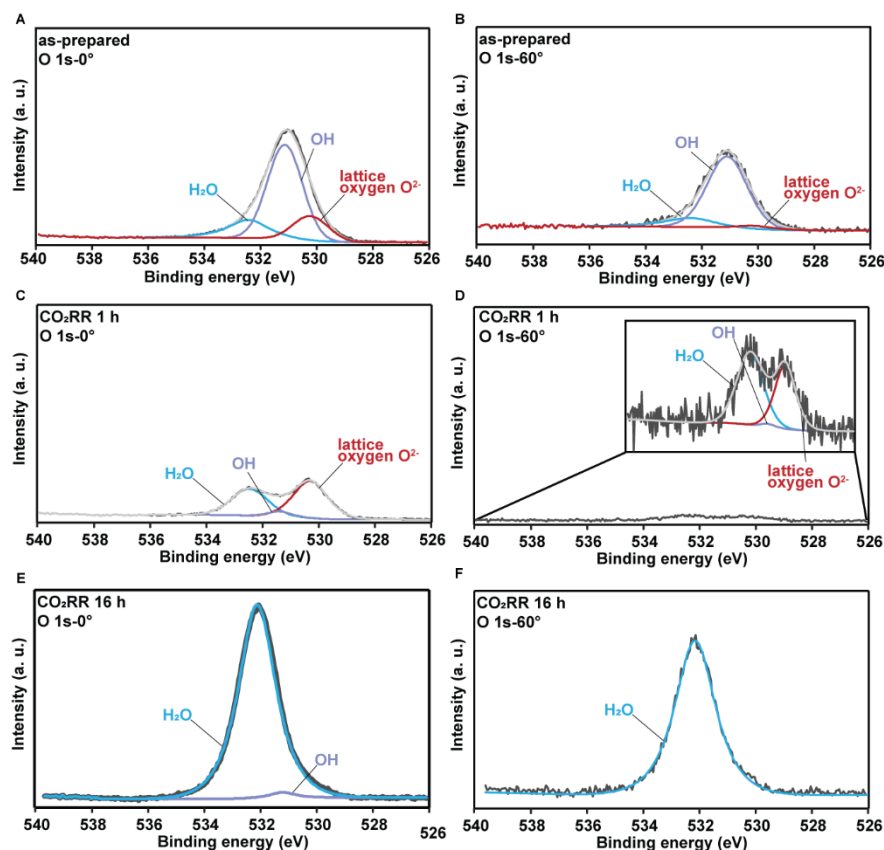 A
as-prepared
O 1s-0°
Intensity (a. u.)
OH
H₂O
lattice
oxygen O²⁻
540 538 536 534 532 530 528 526
Binding energy (eV)
B
as-prepared
O 1s-60°
Intensity (a. u.)
OH
H₂O
lattice
oxygen O²⁻
540 538 536 534 532 530 528 526
Binding energy (eV)
C
CO₂RR 1 h
O 1s-0°
Intensity (a. u.)
H₂O
OH
lattice
oxygen O²⁻
540 538 536 534 532 530 528 526
Binding energy (eV)
D
CO₂RR 1 h
O 1s-60°
Intensity (a. u.)
OH
H₂O
lattice
oxygen O²⁻
540 538 536 534 532 530 528 526
Binding energy (eV)
E
CO₂RR 16 h
O 1s-0°
Intensity (a. u.)
H₂O
OH
540 538 536 534 532 530 528 526
Binding energy (eV)
F
CO₂RR 16 h
O 1s-60°
Intensity (a. u.)
H₂O
540 538 536 534 532 530 528 526
Binding energy (eV)